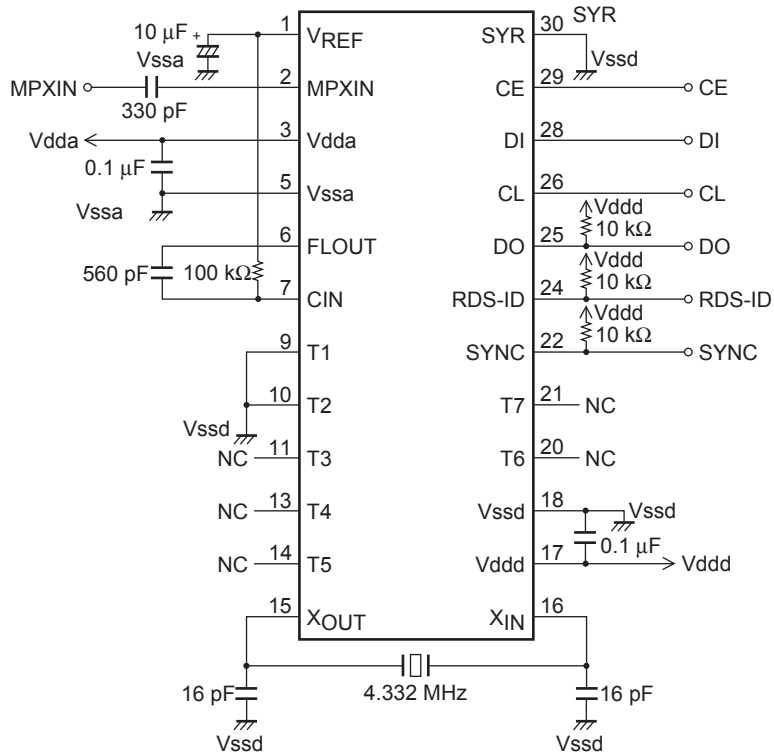 SYR
10 μF +
1
VREF
SYR
30
Vssa
Vssd
MPXIN
2
MPXIN
CE
29
CE
330 pF
Vdda
3
Vdda
DI
28
DI
0.1 μF
5
Vssa
CL
26
CL
Vssa
Vddd
10 kΩ
6
FLOUT
DO
25
DO
560 pF
100 kΩ
Vddd
10 kΩ
7
CIN
RDS-ID
24
RDS-ID
Vddd
10 kΩ
9
T1
SYNC
22
SYNC
10
T2
T7
21
NC
Vssd
NC
11
T3
T6
20
NC
NC
13
T4
Vssd
18
Vssd
0.1 μF
NC
14
T5
Vddd
17
Vddd
15
XOUT
XIN
16
16 pF
4.332 MHz
16 pF
Vssd
Vssd